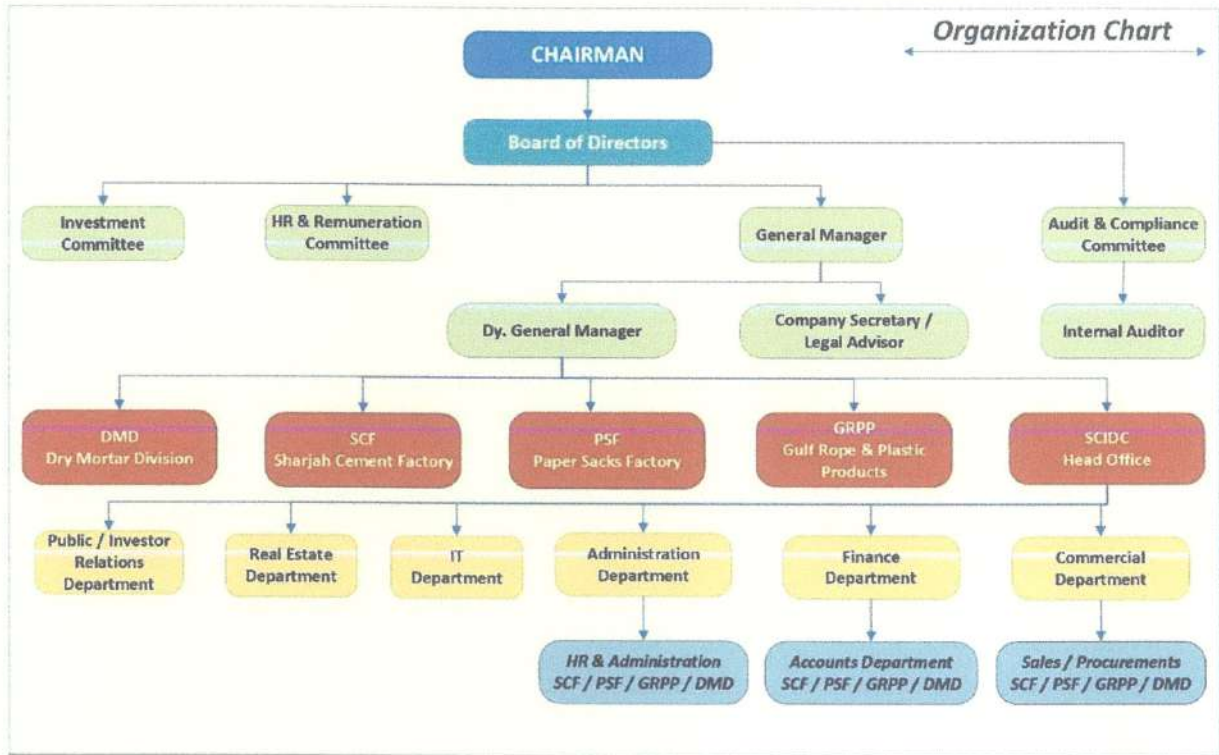 Organization Chart
CHAIRMAN
Board of Directors
Investment
Committee
HR & Remuneration
Committee
General Manager
Audit & Compliance
Committee
Dy. General Manager
Company Secretary /
Legal Advisor
Internal Auditor
DMD
Dry Mortar Division
SCF
Sharjah Cement Factory
PSF
Paper Sacks Factory
GRPP
Gulf Rope & Plastic
Products
SCIDC
Head Office
Public / Investor
Relations
Department
Real Estate
Department
IT
Department
Administration
Department
Finance
Department
Commercial
Department
HR & Administration
SCF / PSF / GRPP / DMD
Accounts Department
SCF / PSF / GRPP / DMD
Sales / Procurements
SCF / PSF / GRPP / DMD